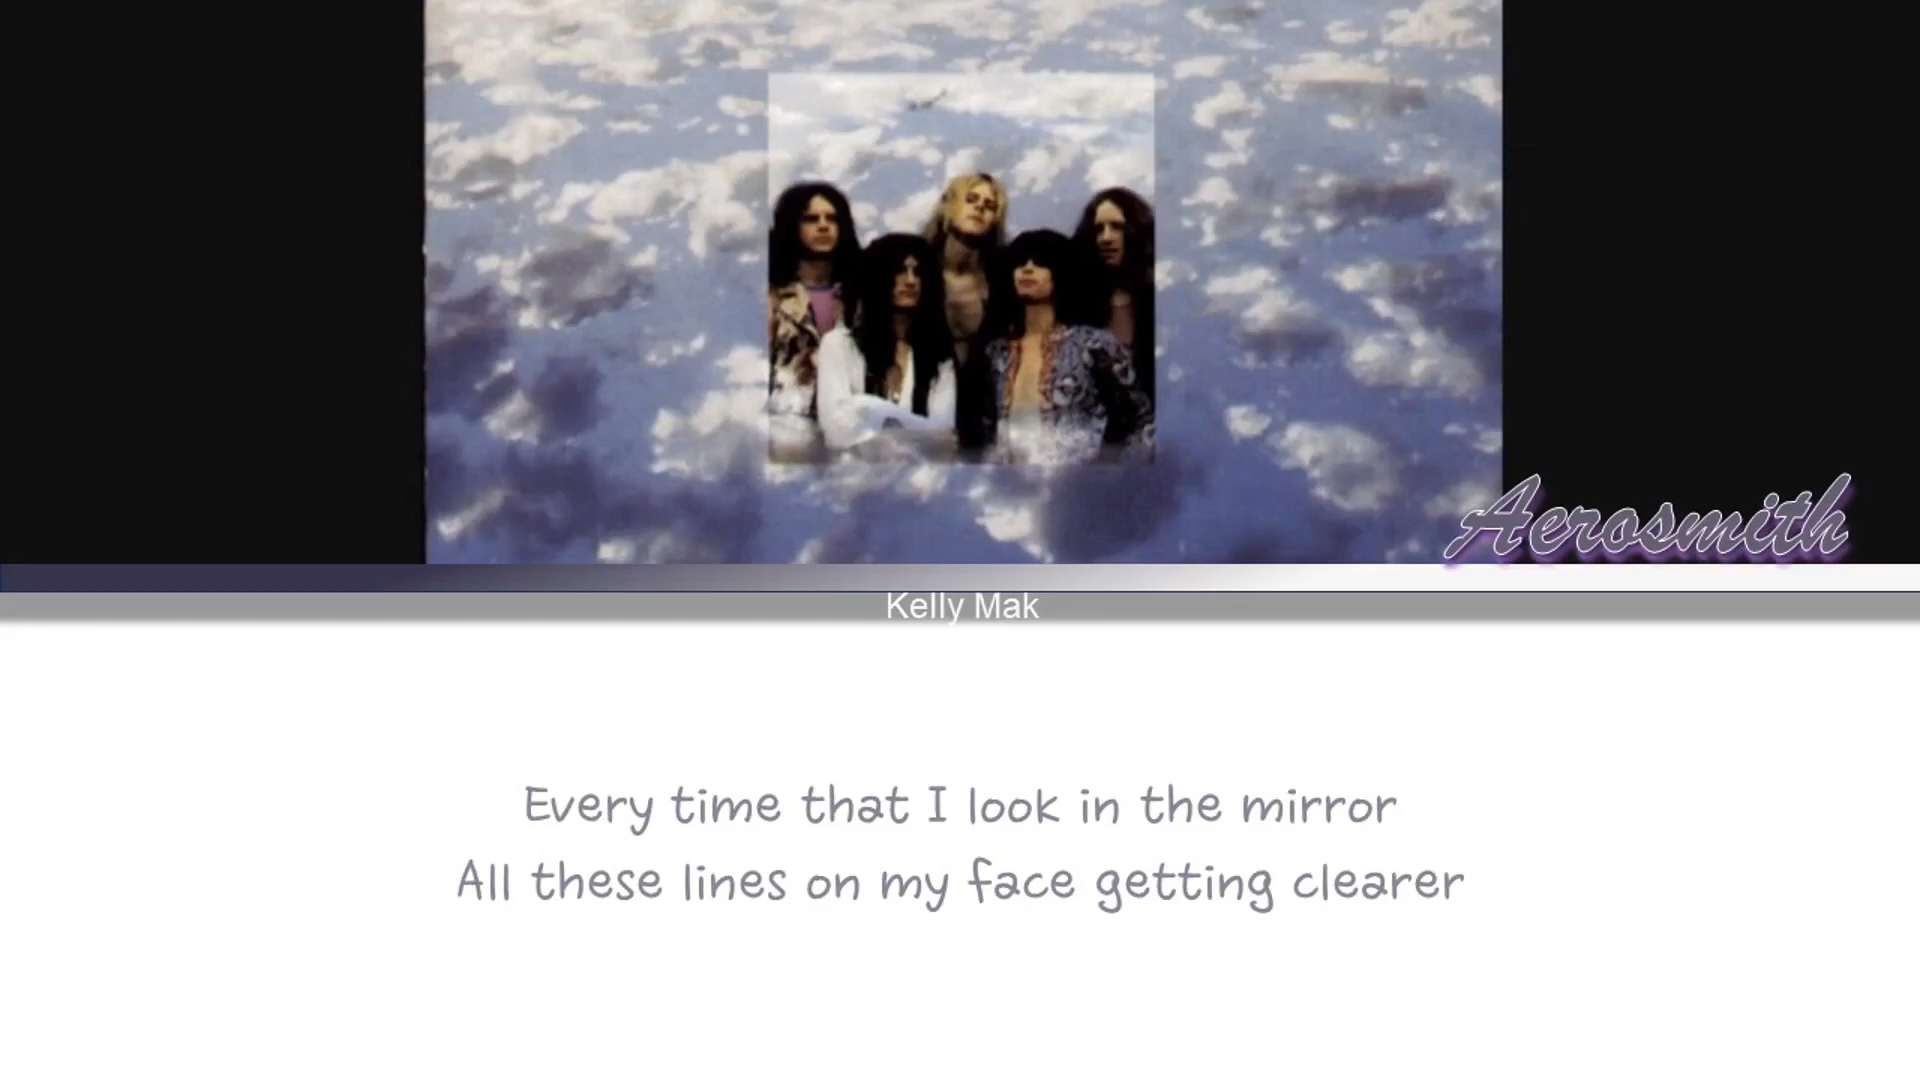 Aerosmith
Kelly Mak
Every time that I look in the mirror
All these lines on my face getting clearer